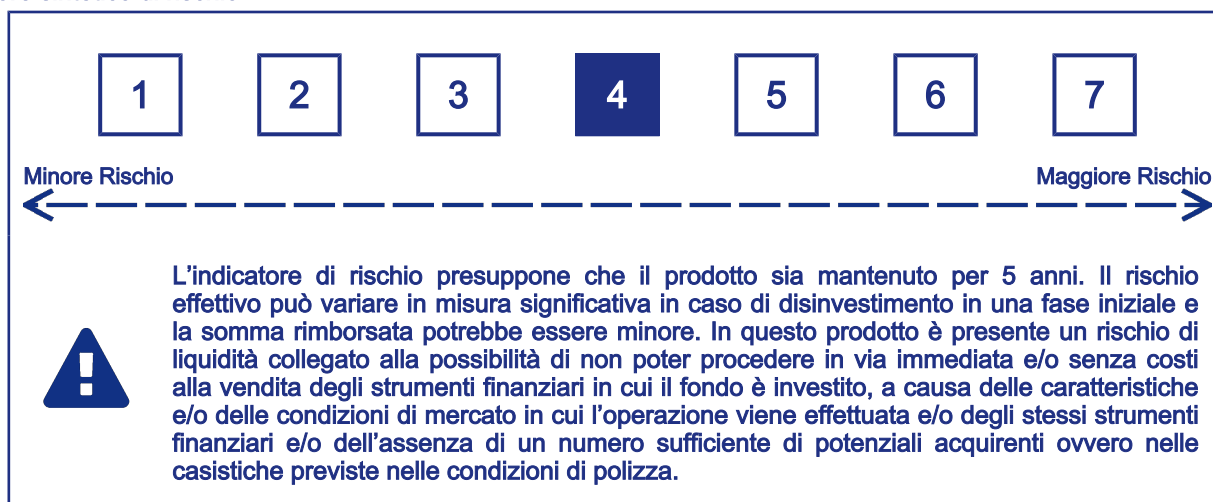 1 2 3 4 5 6 7
Minore Rischio Maggiore Rischio
L'indicatore di rischio presuppone che il prodotto sia mantenuto per 5 anni. Il rischio
effettivo può variare in misura significativa in caso di disinvestimento in una fase iniziale e
la somma rimborsata potrebbe essere minore. In questo prodotto è presente un rischio di
liquidità collegato alla possibilità di non poter procedere in via immediata e/o senza costi
alla vendita degli strumenti finanziari in cui il fondo è investito, a causa delle caratteristiche
e/o delle condizioni di mercato in cui l'operazione viene effettuata e/o degli stessi strumenti
finanziari e/o dell'assenza di un numero sufficiente di potenziali acquirenti ovvero nelle
casistiche previste nelle condizioni di polizza.